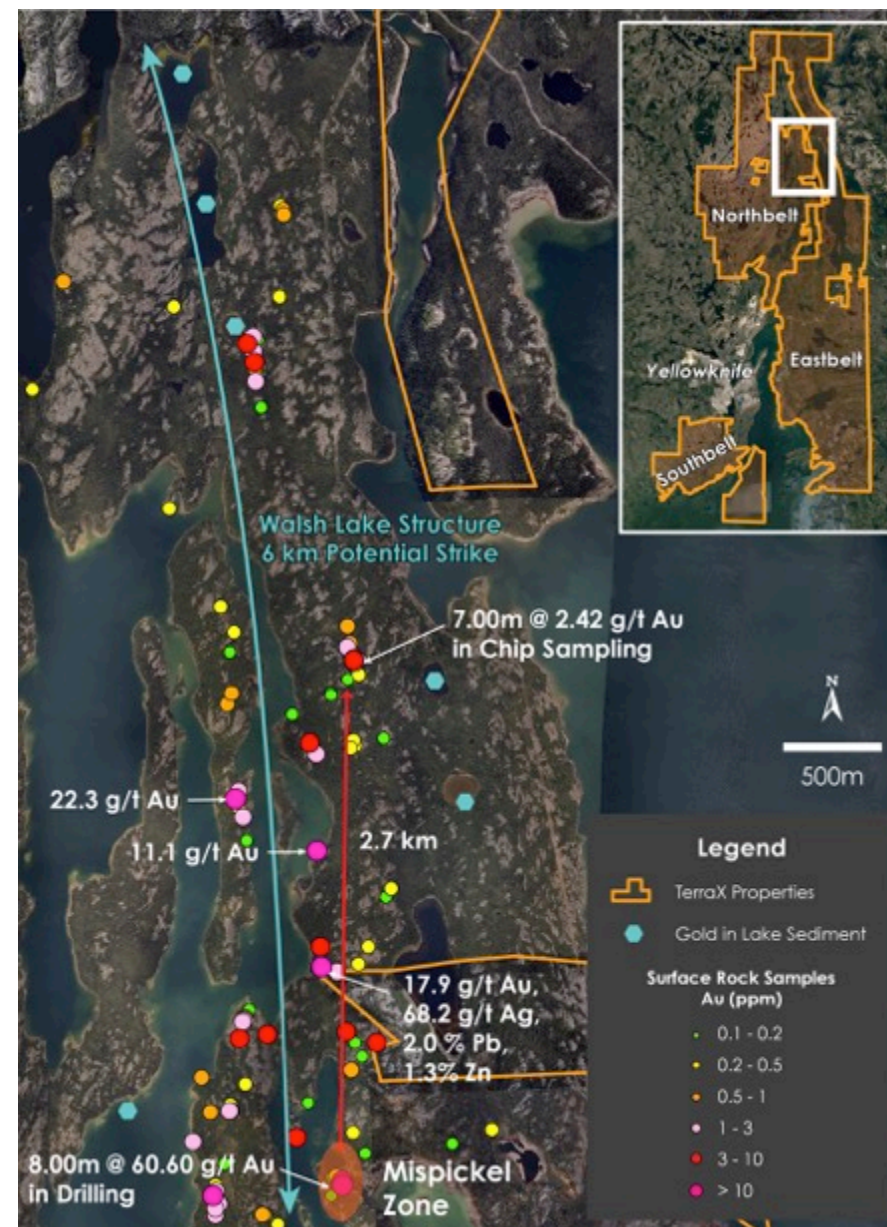 Northbelt
Yellowknife
Eastbelt
Southbelt
Walsh Lake Structure
6 km Potential Strike
7.00m @ 2.42 g/t Au
in Chip Sampling
N
500m
22.3 g/t Au
11.1 g/t Au
2.7 km
17.9 g/t Au,
68.2 g/t Ag,
2.0 % Pb,
1.3% Zn
8.00m @ 60.60 g/t Au
in Drilling
Mispickel
Zone
Legend
TerraX Properties
Gold in Lake Sediment
Surface Rock Samples
Au (ppm)
0.1 - 0.2
0.2 - 0.5
0.5 - 1
1 - 3
3 - 10
> 10